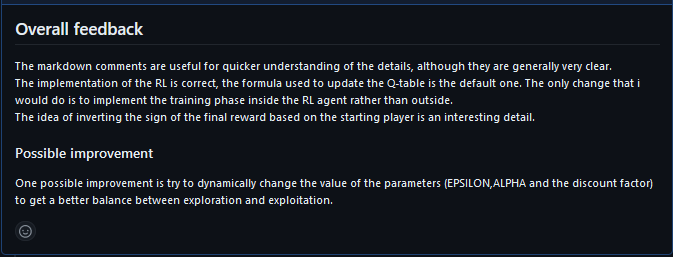 Overall feedback
The markdown comments are useful for quicker understanding of the details, although they are generally very clear.
The implementation of the RL is correct, the formula used to update the Q-table is the default one. The only change that i
would do is to implement the training phase inside the RL agent rather than outside.
The idea of inverting the sign of the final reward based on the starting player is an interesting detail.
Possible improvement
One possible improvement is try to dynamically change the value of the parameters (EPSILON,ALPHA and the discount factor)
to get a better balance between exploration and exploitation.